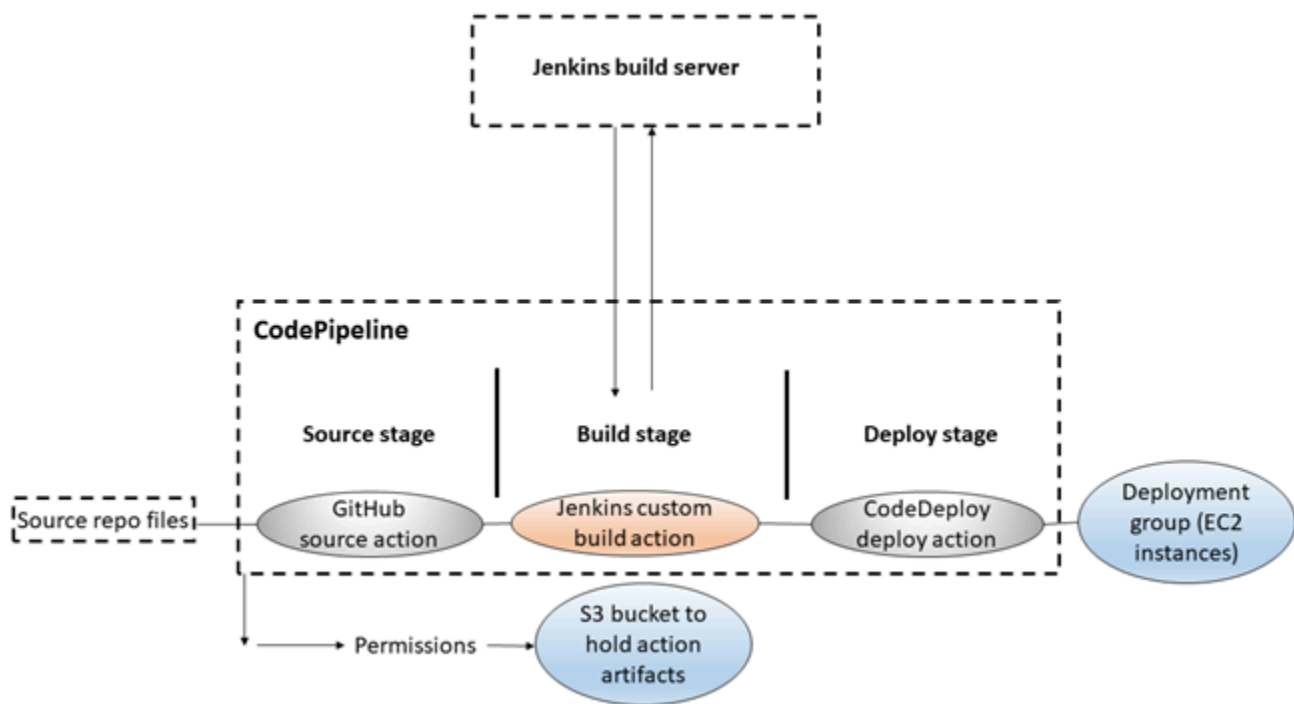 Jenkins build server
CodePipeline
Source stage
Build stage
Deploy stage
Source repo files
GitHub
source action
Jenkins custom
build action
CodeDeploy
deploy action
Deployment
group (EC2
instances)
Permissions
S3 bucket to
hold action
artifacts